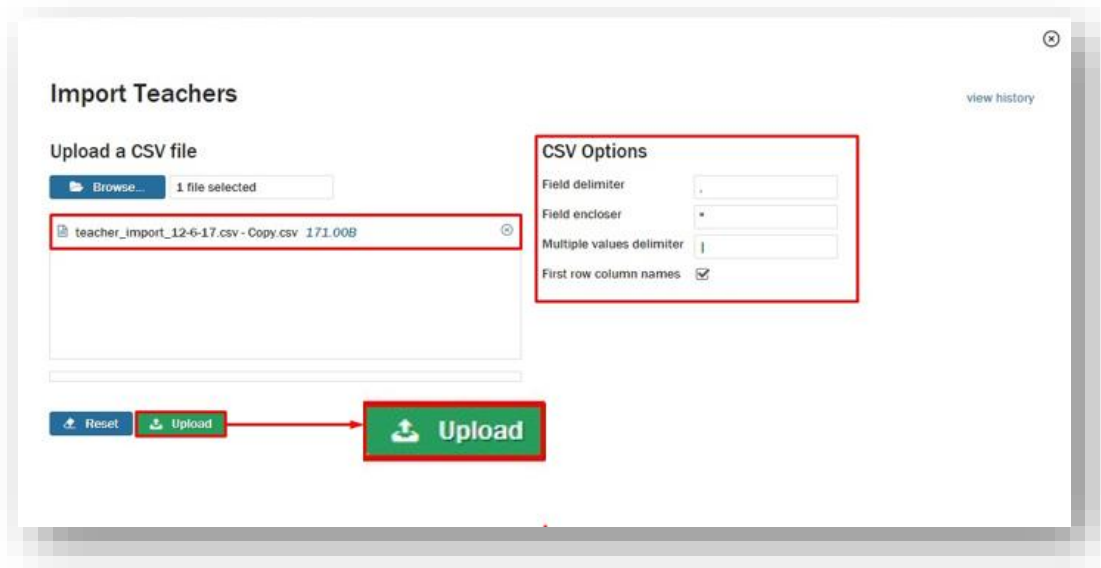 Import Teachers
view history
Upload a CSV file
Browse... 1 file selected
teacher_import_12-6-17.csv - Copy.csv 171.00B
CSV Options
Field delimiter ,
Field encloser "
Multiple values delimiter |
First row column names
Reset Upload
Upload